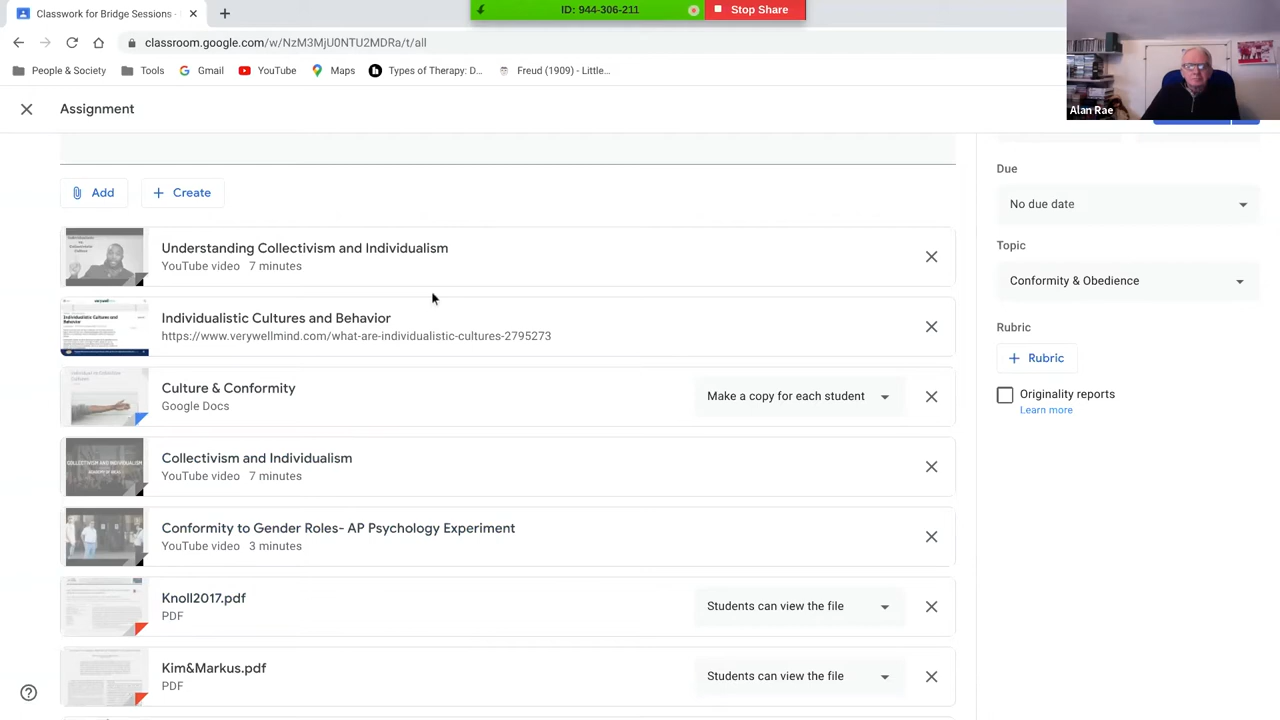 Classwork for Bridge Sessions
ID: 944-306-211
Stop Share
classroom.google.com/w/NzM3MjU0NTU2MDRa/t/all
People & Society
Tools
Gmail
YouTube
Maps
Types of Therapy: D...
Freud (1909) – Little...
Alan Rae
Assignment
Add
Create
Understanding Collectivism and Individualism
YouTube video 7 minutes
Individualistic Cultures and Behavior
https://www.verywellmind.com/what-are-individualistic-cultures-2795273
Culture & Conformity
Google Docs
Make a copy for each student
Collectivism and Individualism
YouTube video 7 minutes
Conformity to Gender Roles- AP Psychology Experiment
YouTube video 3 minutes
Knoll2017.pdf
PDF
Students can view the file
Kim&Markus.pdf
PDF
Students can view the file
Due
No due date
Topic
Conformity & Obedience
Rubric
Rubric
Originality reports
Learn more